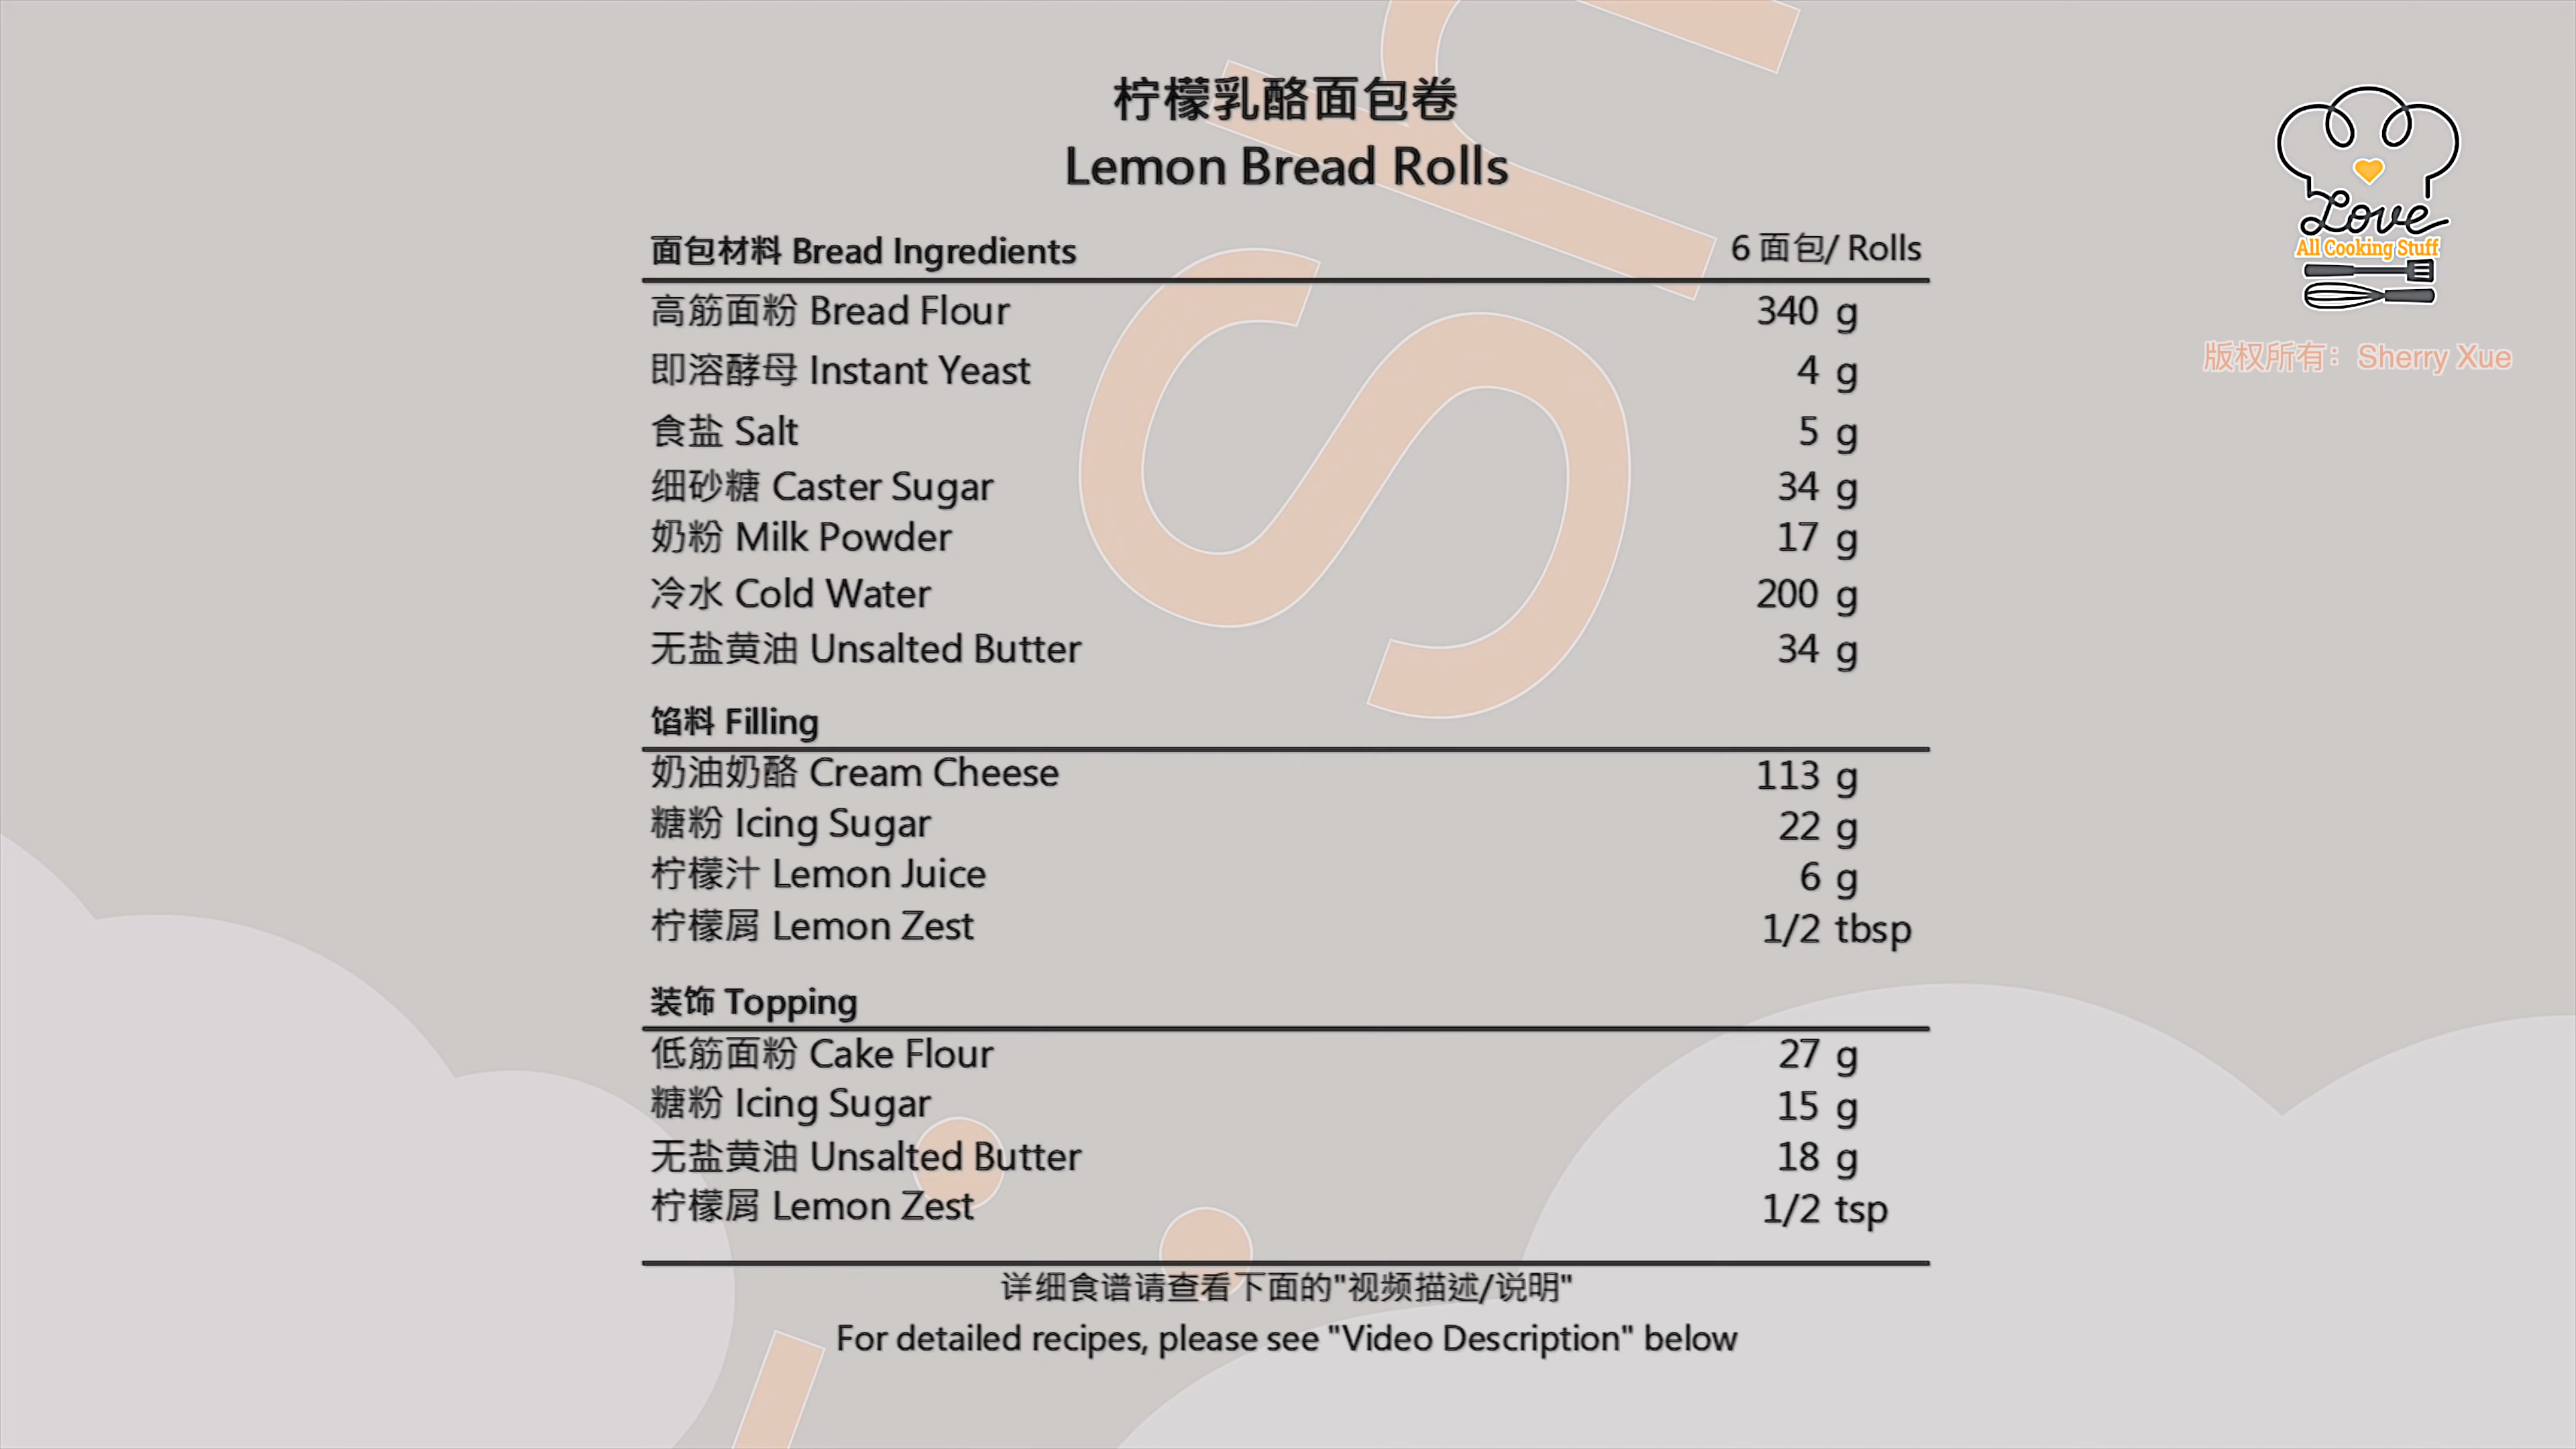 柠檬乳酪面包卷
Lemon Bread Rolls
面包材料 Bread Ingredients 6 面包/ Rolls
高筋面粉 Bread Flour 340 g
即溶酵母 Instant Yeast 4 g
食盐 Salt 5 g
细砂糖 Caster Sugar 34 g
奶粉 Milk Powder 17 g
冷水 Cold Water 200 g
无盐黄油 Unsalted Butter 34 g
馅料 Filling
奶油奶酪 Cream Cheese 113 g
糖粉 Icing Sugar 22 g
柠檬汁 Lemon Juice 6 g
柠檬屑 Lemon Zest 1/2 tbsp
装饰 Topping
低筋面粉 Cake Flour 27 g
糖粉 Icing Sugar 15 g
无盐黄油 Unsalted Butter 18 g
柠檬屑 Lemon Zest 1/2 tsp
详细食谱请查看下面的"视频描述/说明"
For detailed recipes, please see "Video Description" below
Love
All Cooking Stuff
版权所有：Sherry Xue